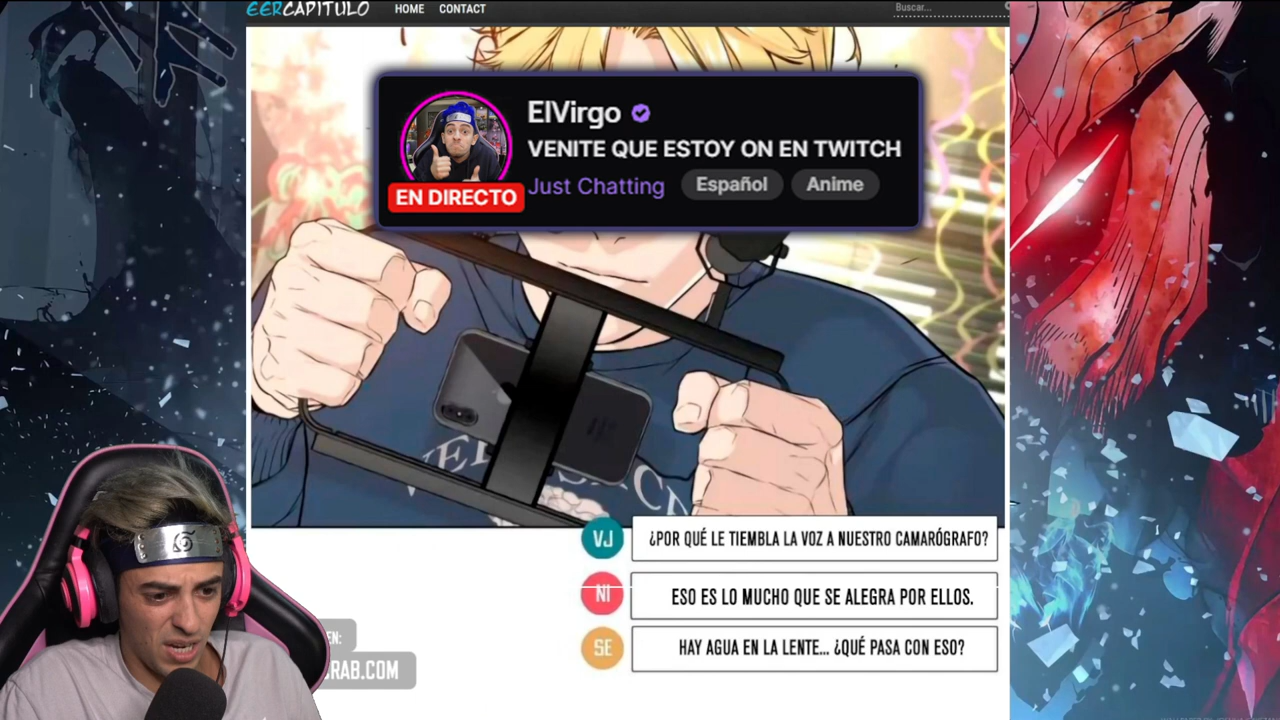 EERCAPITULO
HOME
CONTACT
Buscar...
ElVirgo
VENITE QUE ESTOY ON EN TWITCH
Just Chatting
Español
Anime
EN DIRECTO
VJ
¿POR QUÉ LE TIEMBLA LA VOZ A NUESTRO CAMARÓGRAFO?
NI
ESO ES LO MUCHO QUE SE ALEGRA POR ELLOS.
SE
HAY AGUA EN LA LENTE... ¿QUÉ PASA CON ESO?
EN:
RAB.COM